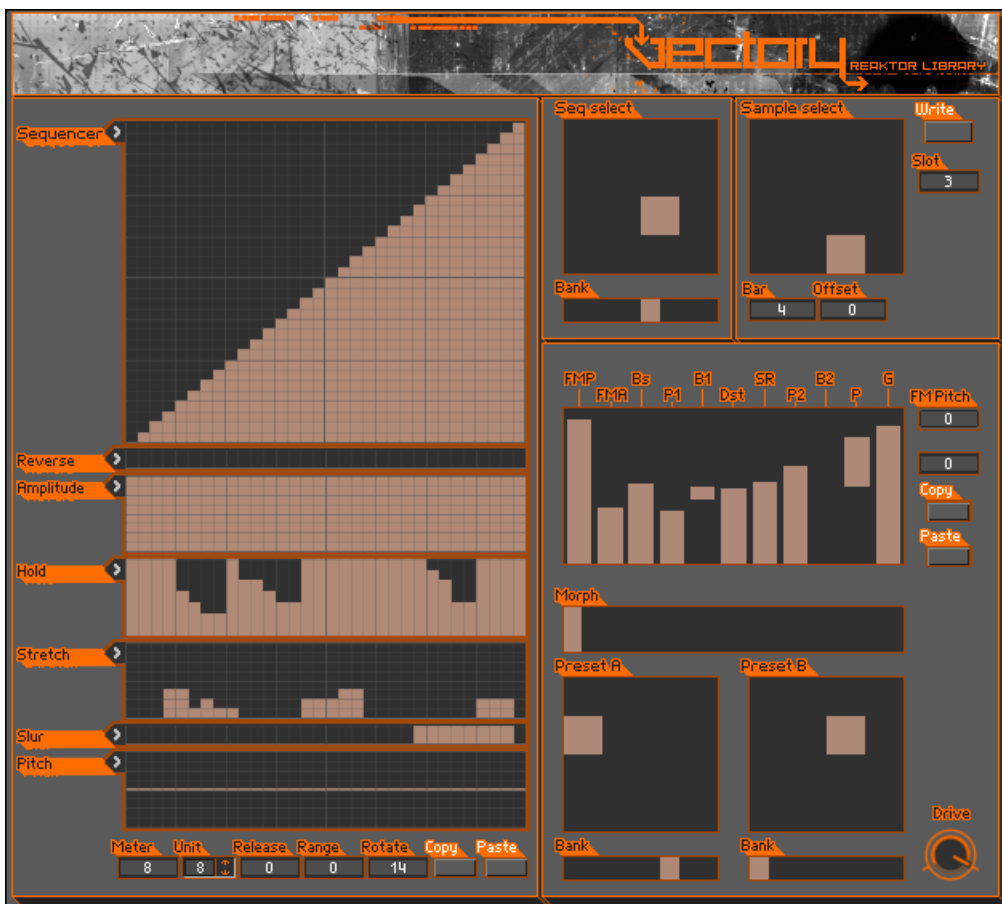 Vectory
REAKTOR LIBRARY
Sequencer
Reverse
Amplitude
Hold
Stretch
Slur
Pitch
Meter Unit Release Range Rotate Copy Paste
8 8 0 0 14
Seq select
Bank
Sample select
Write
Slot
3
Bar Offset
4 0
FMP FMA Bs P1 B1 Dst SR P2 B2 P G
FM Pitch
0
0
Copy
Paste
Morph
Preset A Preset B
Bank Bank
Drive